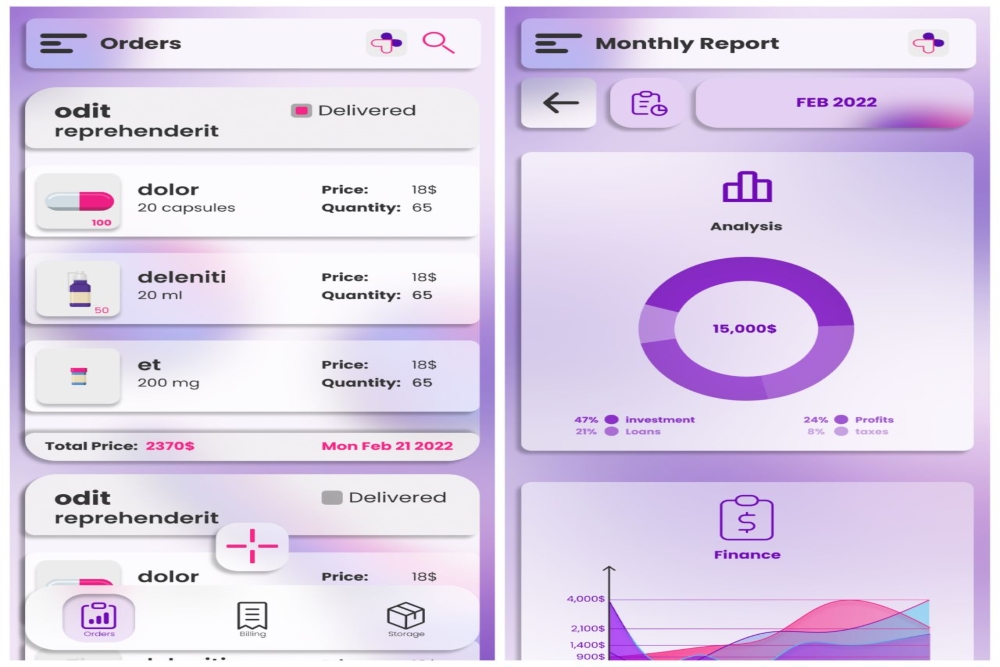 Orders
odit
reprehenderit
Delivered
dolor
20 capsules
Price: 18$
Quantity: 65
100
deleniti
20 ml
Price: 18$
Quantity: 65
50
et
200 mg
Price: 18$
Quantity: 65
Total Price: 2370$
Mon Feb 21 2022
odit
reprehenderit
Delivered
dolor
Price: 18$
Orders
Billing
Storage
Monthly Report
FEB 2022
Analysis
15,000$
47% investment
24% Profits
21% Loans
8% taxes
$
Finance
4,000$
2,100$
1,400$
900$